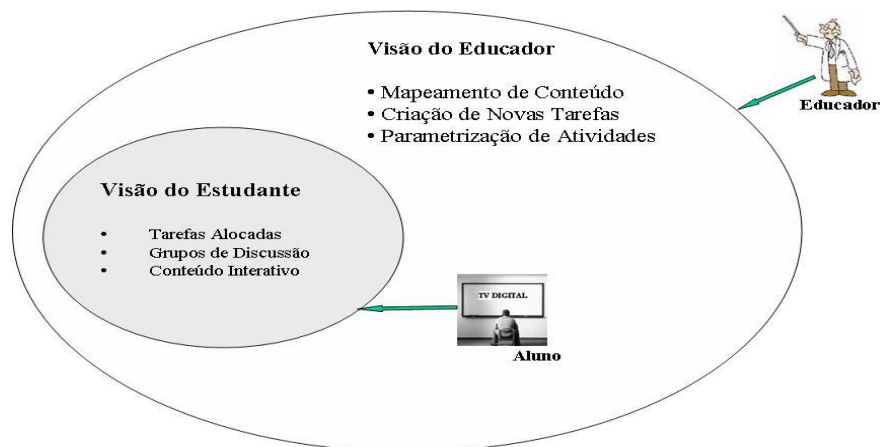 Visão do Educador
• Mapeamento de Conteúdo
• Criação de Novas Tarefas
• Parametrização de Atividades
Educador
Visão do Estudante
• Tarefas Alocadas
• Grupos de Discussão
• Conteúdo Interativo
TV DIGITAL
Aluno